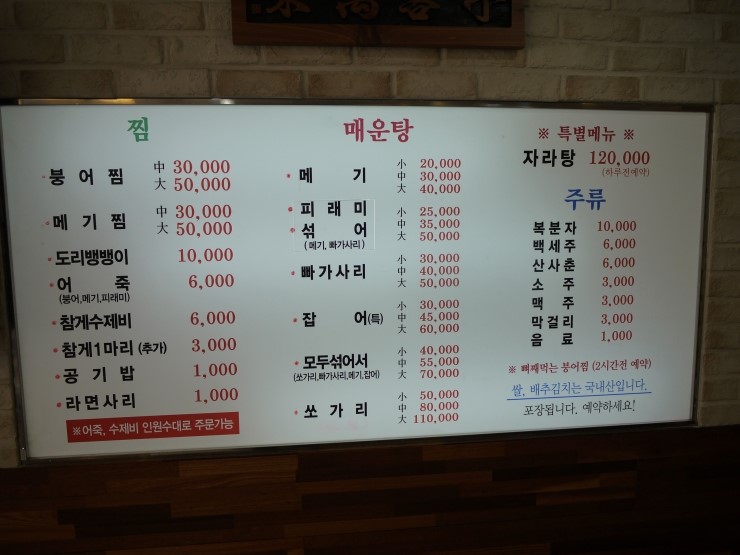 찜
붕어찜 中 30,000
大 50,000
메기찜 中 30,000
大 50,000
도리뱅뱅이 10,000
어죽 6,000
(붕어,메기,피래미)
참게수제비 6,000
참게1마리 (추가) 3,000
공기밥 1,000
라면사리 1,000
※어죽, 수제비 인원수대로 주문가능
매운탕
메기 小 20,000
中 30,000
大 40,000
피래미 小 25,000
섞어 中 35,000
(메기, 빠가사리) 大 50,000
빠가사리 小 30,000
中 40,000
大 50,000
잡어(특) 小 30,000
中 45,000
大 60,000
모두섞어서 小 40,000
(쏘가리,빠가사리,메기,잡어) 中 55,000
大 70,000
쏘가리 小 50,000
中 80,000
大 110,000
※ 특별메뉴 ※
자라탕 120,000
(하루전예약)
주류
복분자 10,000
백세주 6,000
산사춘 6,000
소주 3,000
맥주 3,000
막걸리 3,000
음료 1,000
※ 뼈째먹는 붕어찜 (2시간전 예약)
쌀, 배추김치는 국내산입니다.
포장됩니다. 예약하세요!